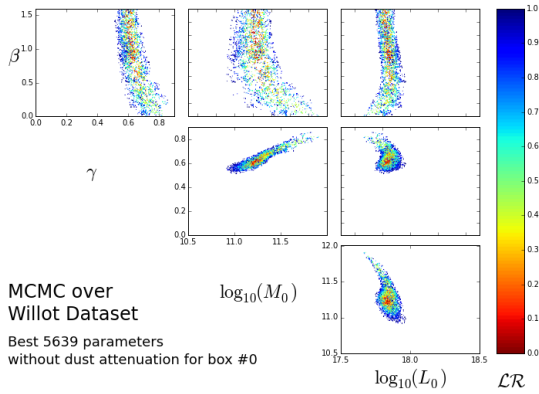 β
1.5
1.0
0.5
0.0
0.0 0.2 0.4 0.6 0.8
γ
0.8
0.6
0.4
0.2
0.0
10.5 11.0 11.5
log₁₀(M₀)
12.0
11.5
11.0
10.5
17.5 18.0 18.5
log₁₀(L₀)
1.0
0.9
0.8
0.7
0.6
0.5
0.4
0.3
0.2
0.1
0.0
ℒℛ
MCMC over
Willot Dataset
Best 5639 parameters
without dust attenuation for box #0